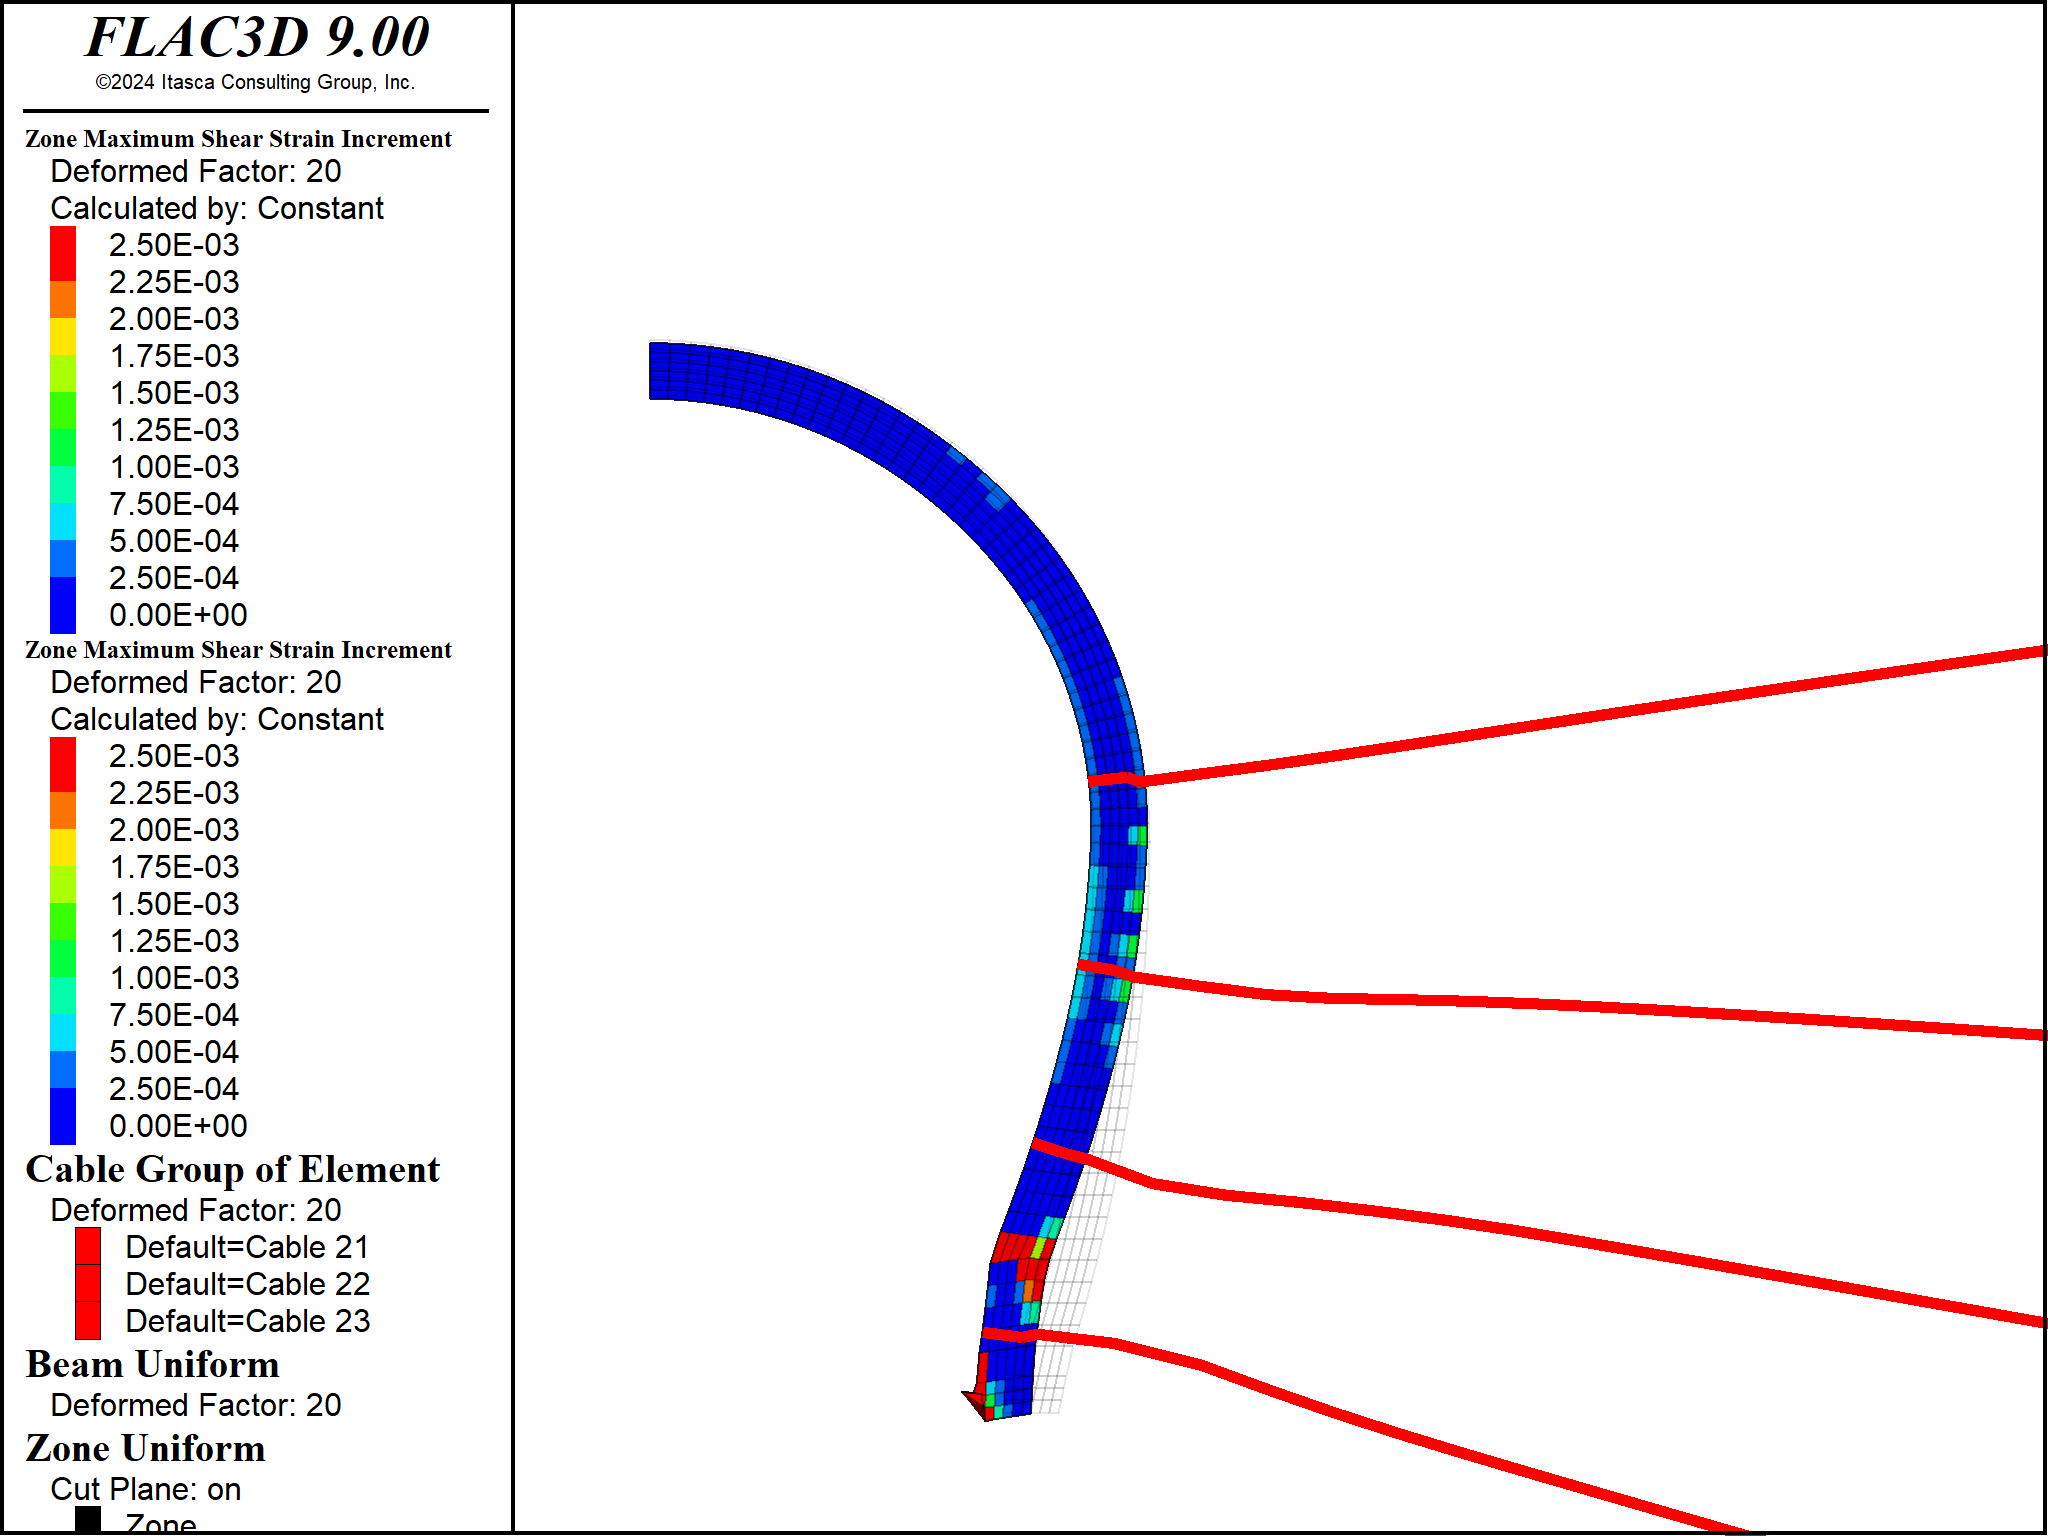 FLAC3D 9.00
©2024 Itasca Consulting Group, Inc.
Zone Maximum Shear Strain Increment
Deformed Factor: 20
Calculated by: Constant
2.50E-03
2.25E-03
2.00E-03
1.75E-03
1.50E-03
1.25E-03
1.00E-03
7.50E-04
5.00E-04
2.50E-04
0.00E+00
Zone Maximum Shear Strain Increment
Deformed Factor: 20
Calculated by: Constant
2.50E-03
2.25E-03
2.00E-03
1.75E-03
1.50E-03
1.25E-03
1.00E-03
7.50E-04
5.00E-04
2.50E-04
0.00E+00
Cable Group of Element
Deformed Factor: 20
Default=Cable 21
Default=Cable 22
Default=Cable 23
Beam Uniform
Deformed Factor: 20
Zone Uniform
Cut Plane: on
Zone